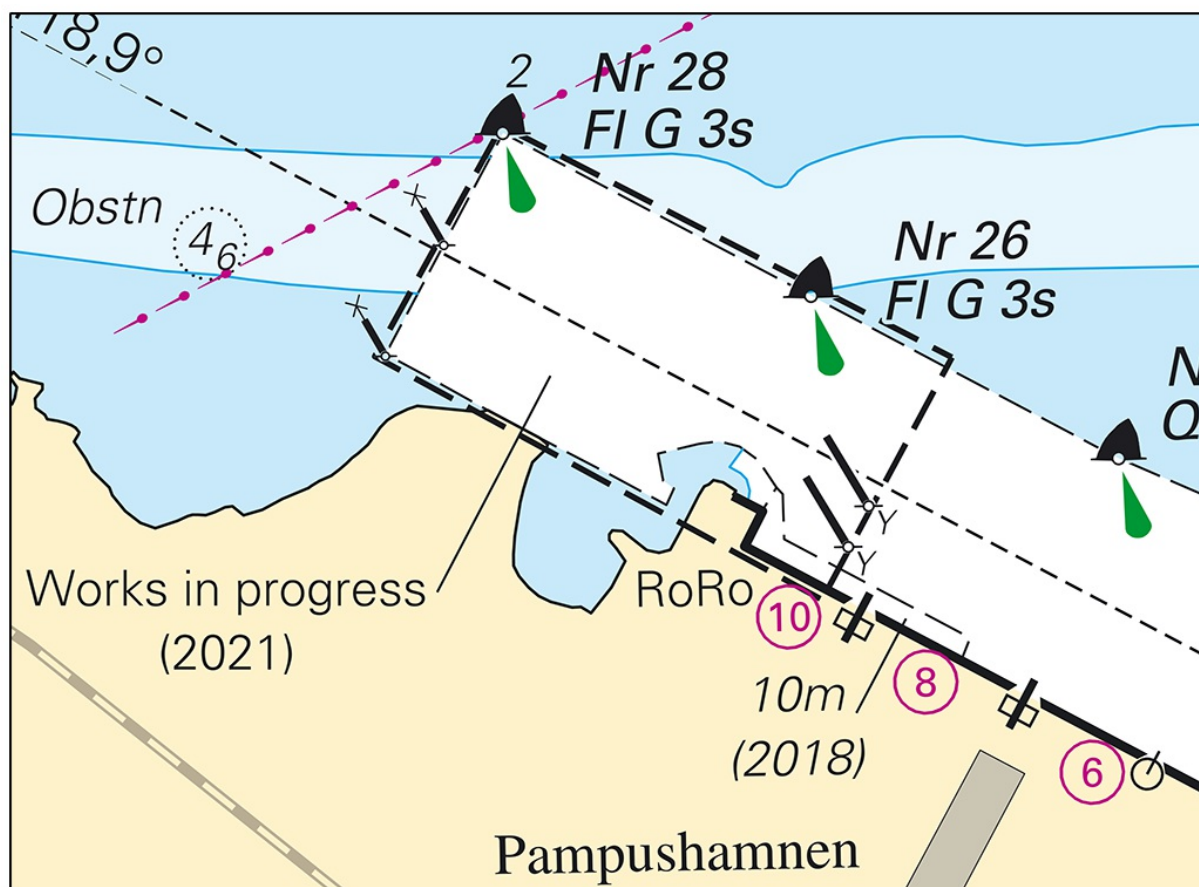 18,9°
2
Nr 28
Fl G 3s
Obstn
4₆
Nr 26
Fl G 3s
N
Q
Works in progress
(2021)
Y
Y
RoRo
10
8
10m
(2018)
6
Pampushamnen